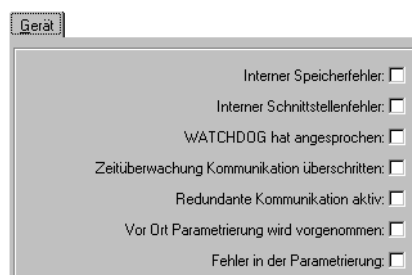 Gerät
Interner Speicherfehler:
Interner Schnittstellenfehler:
WATCHDOG hat angesprochen:
Zeitüberwachung Kommunikation überschritten:
Redundante Kommunikation aktiv:
Vor Ort Parametrierung wird vorgenommen:
Fehler in der Parametrierung: